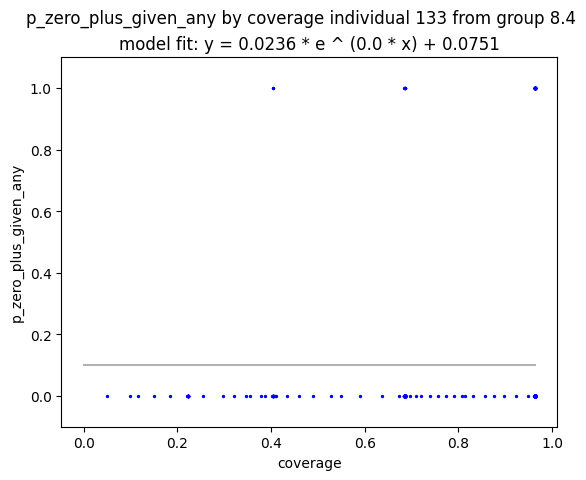 p_zero_plus_given_any by coverage individual 133 from group 8.4
model fit: y = 0.0236 * e ^ (0.0 * x) + 0.0751
1.0
0.8
0.6
0.4
0.2
0.0
p_zero_plus_given_any
0.0 0.2 0.4 0.6 0.8 1.0
coverage